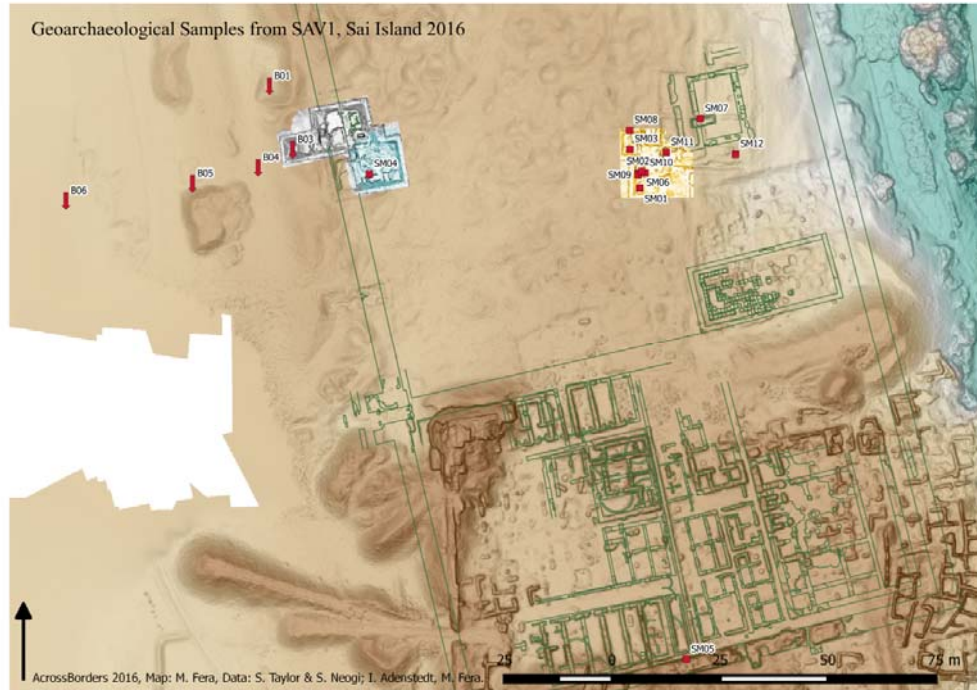 Geoarchaeological Samples from SAV1, Sai Island 2016
B01
SM07
SM08
B03
SM03
SM11
SM12
B04
SM04
SM02
SM10
B05
SM09
SM06
B06
SM01
SM05
25 0 25 50 75 m
AcrossBorders 2016, Map: M. Fera, Data: S. Taylor & S. Neogi; I. Adenstedt, M. Fera.